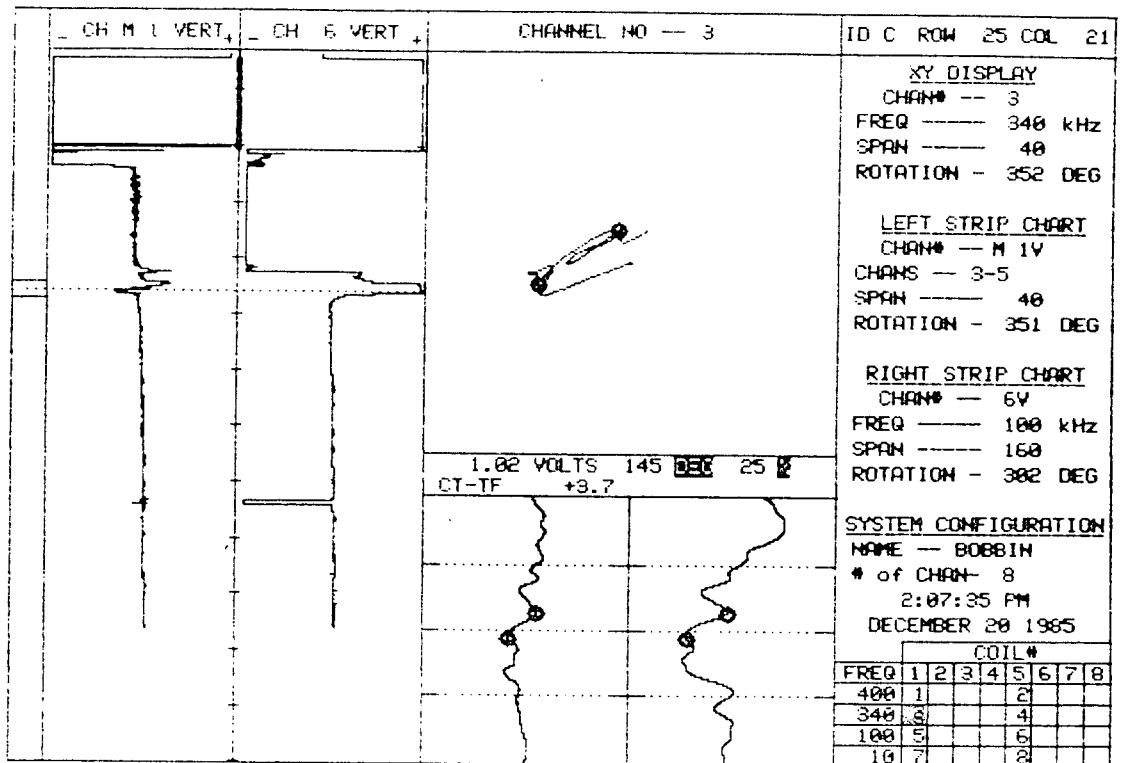 _ CH M 1 VERT +
_ CH 6 VERT +
CHANNEL NO -- 3
ID C ROW 25 COL 21
XY DISPLAY
CHAN# -- 3
FREQ ----- 340 kHz
SPAN ----- 40
ROTATION - 352 DEG
LEFT STRIP CHART
CHAN# -- M 1V
CHANS -- 3-5
SPAN ----- 40
ROTATION - 351 DEG
RIGHT STRIP CHART
CHAN# -- 6V
FREQ ----- 100 kHz
SPAN ----- 160
ROTATION - 302 DEG
1.02 VOLTS 145 DEG 25
CT-TF +3.7
SYSTEM CONFIGURATION
NAME -- BOBBIN
# of CHAN- 8
2:07:35 PM
DECEMBER 20 1985
COIL#
FREQ 1 2 3 4 5 6 7 8
400 1 2
340 3 4
100 5 6
10 7 8